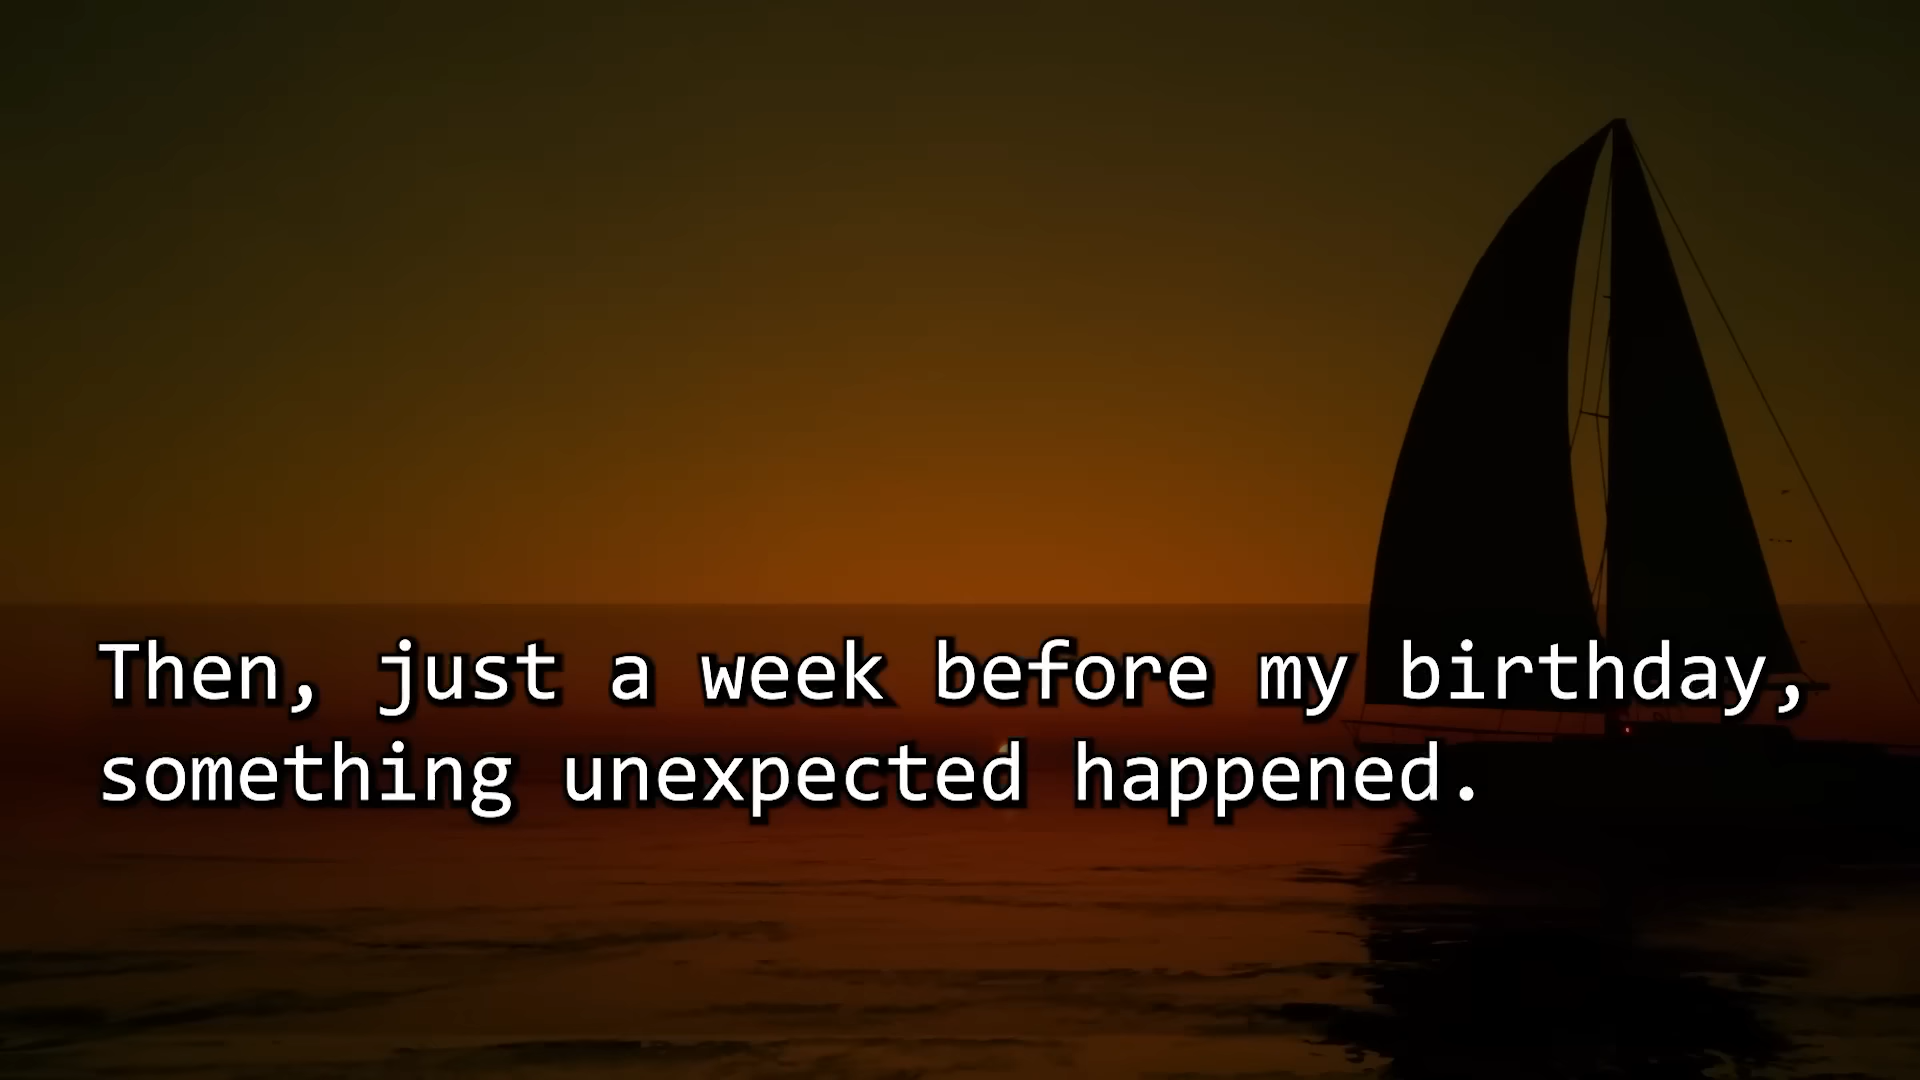 Then, just a week before my birthday,
something unexpected happened.